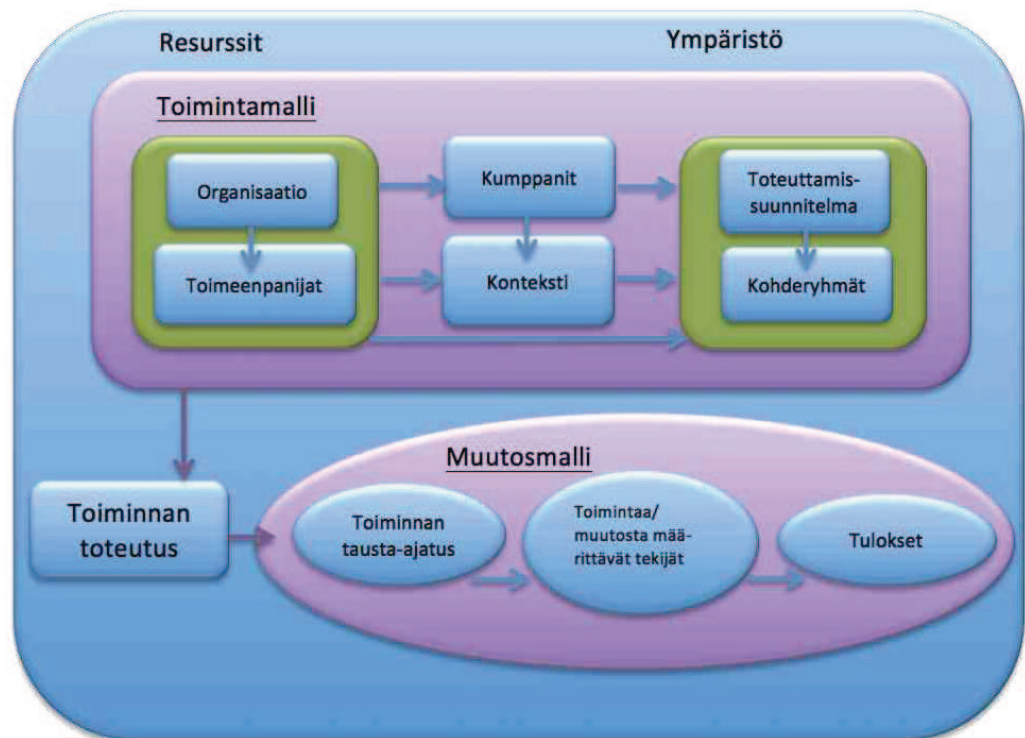 Resurssit
Ympäristö
Toimintamalli
Organisaatio
Toimeenpanijat
Kumppanit
Konteksti
Toteuttamis-
suunnitelma
Kohderyhmät
Toiminnan
toteutus
Muutosmalli
Toiminnan
tausta-ajatus
Toimintaa/
muutosta mää-
rittävät tekijät
Tulokset